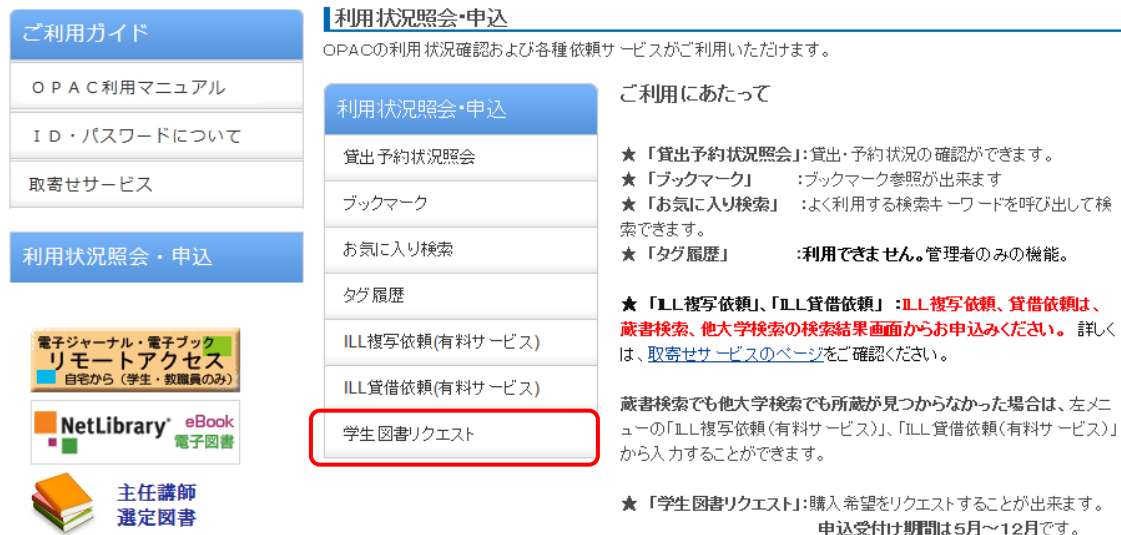 ご利用ガイド
OPAC利用マニュアル
ID・パスワードについて
取寄せサービス
利用状況照会・申込
電子ジャーナル・電子ブック
リモートアクセス
自宅から(学生・教職員のみ)
NetLibrary eBook
電子図書
主任講師
選定図書
利用状況照会・申込
OPACの利用状況確認および各種依頼サービスがご利用いただけます。
利用状況照会・申込
貸出予約状況照会
ブックマーク
お気に入り検索
タグ履歴
ILL複写依頼(有料サービス)
ILL貸借依頼(有料サービス)
学生図書リクエスト
ご利用にあたって
★「貸出予約状況照会」:貸出・予約状況の確認ができます。
★「ブックマーク」 :ブックマーク参照が出来ます
★「お気に入り検索」 :よく利用する検索キーワードを呼び出して検
索できます。
★「タグ履歴」 :利用できません。管理者のみの機能。
★「ILL複写依頼」、「ILL貸借依頼」:ILL複写依頼、貸借依頼は、
蔵書検索、他大学検索の検索結果画面からお申込みください。 詳しく
は、取寄せサービスのページをご確認ください。
蔵書検索でも他大学検索でも所蔵が見つからなかった場合は、左メニ
ューの「ILL複写依頼(有料サービス)」、「ILL貸借依頼(有料サービス)」
から入力することができます。
★「学生図書リクエスト」:購入希望をリクエストすることが出来ます。
申込受付け期間は5月~12月です。